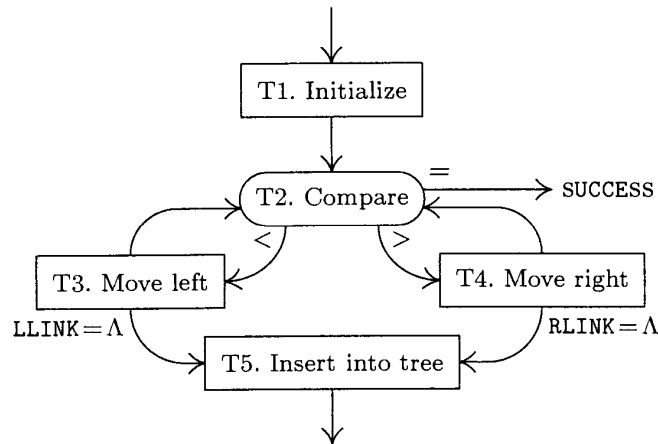 T1. Initialize
=
T2. Compare
SUCCESS
<
>
T3. Move left
T4. Move right
LLINK=Λ
RLINK=Λ
T5. Insert into tree